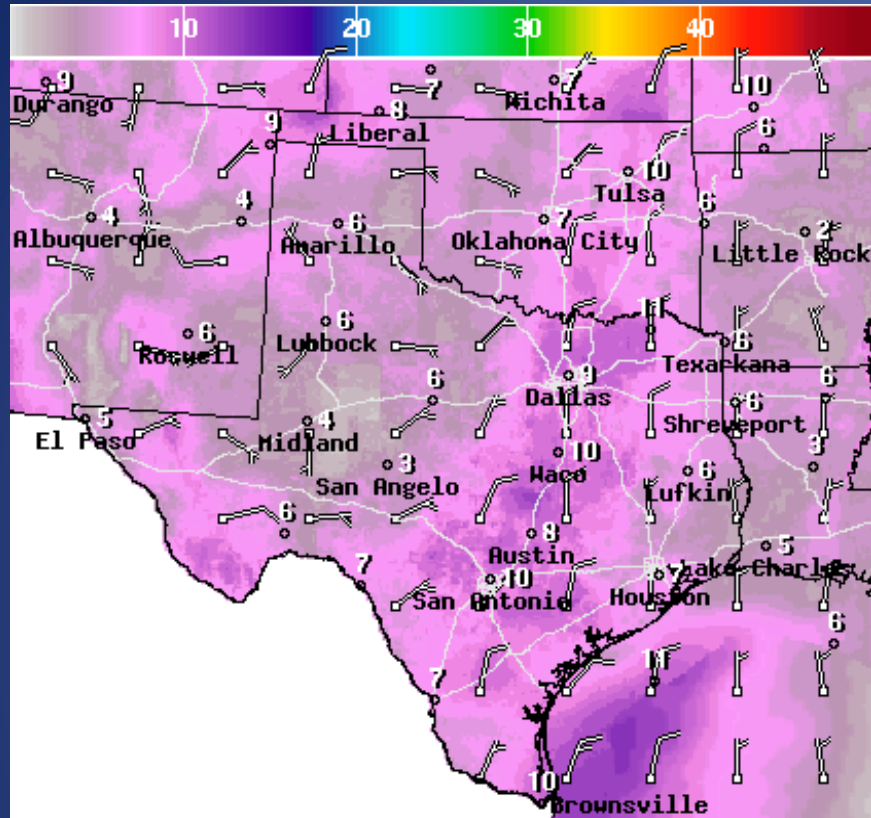 10 20 30 40
9 7 7 10
Durango Wichita
8
Liberal
9 6
10
Tulsa
4 4 6 7 6 2
Albuquerque Amarillo Oklahoma City Little Rock
6 6 11 6
Roswell Lubbock Texarkana
9
Dallas
6 6 6
5 4
El Paso Midland Shreveport
10
Waco
3 6 3
San Angelo Lufkin
6 8 5
Austin
Lake Charles
7 10 7
San Antonio Houston
6
11
7
10
Brownsville